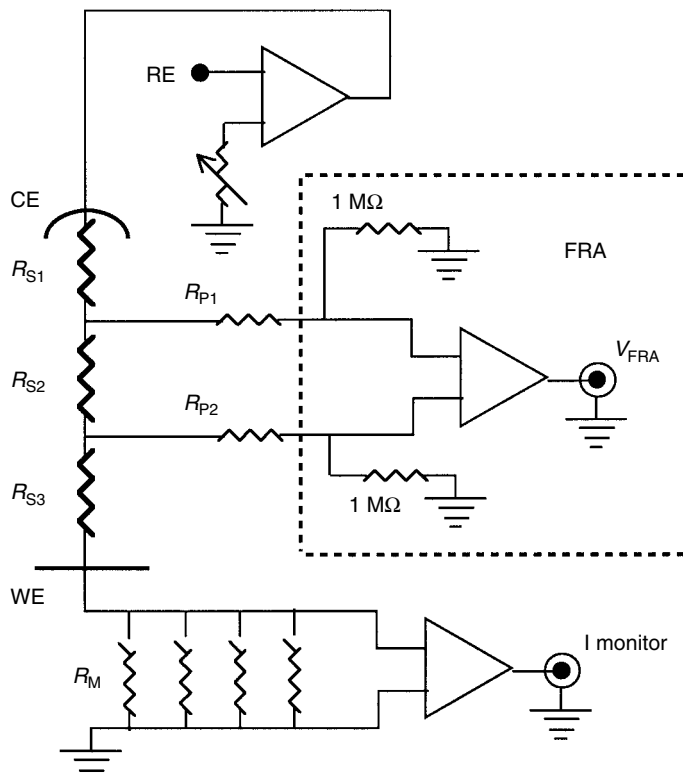 RE
CE
1 MΩ
FRA
R_S1
R_P1
V_FRA
R_S2
R_P2
R_S3
1 MΩ
WE
I monitor
R_M